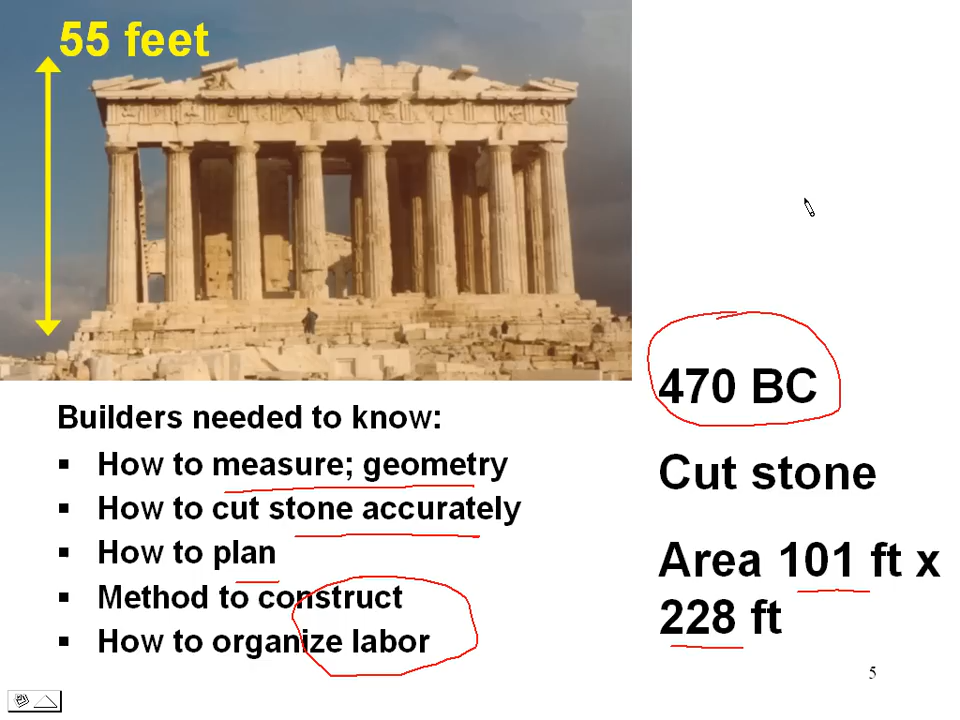 55 feet
Builders needed to know:
▪ How to measure; geometry
▪ How to cut stone accurately
▪ How to plan
▪ Method to construct
▪ How to organize labor
470 BC
Cut stone
Area 101 ft x
228 ft
5